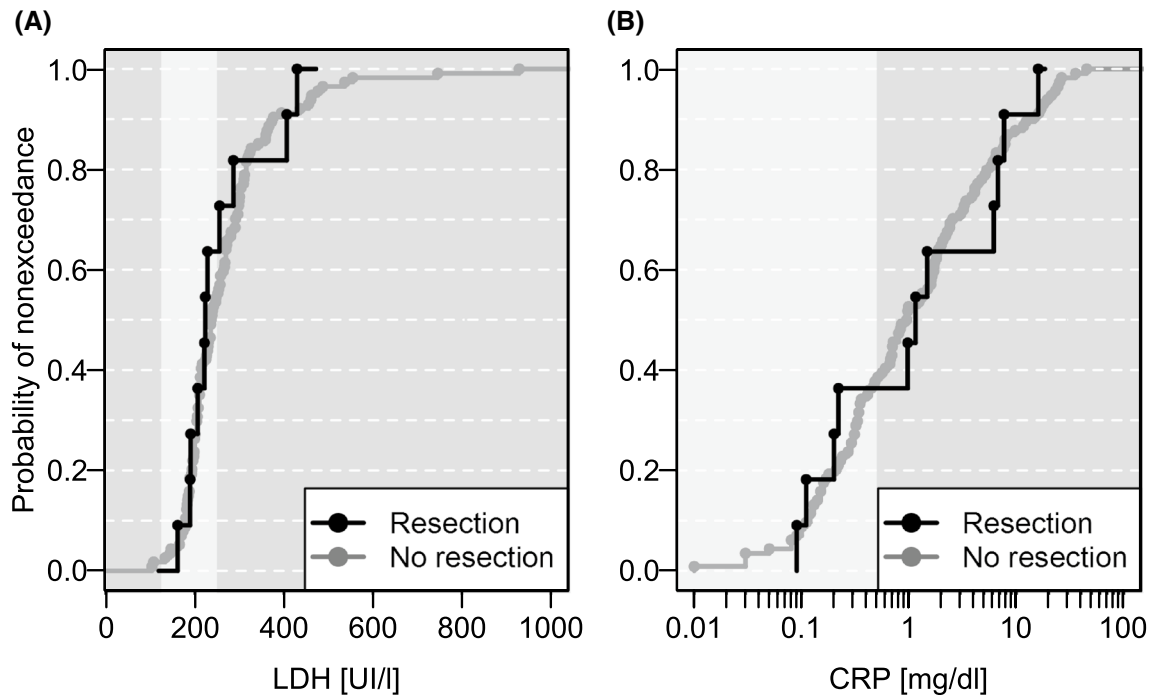 (A)
Probability of nonexceedance
1.0
0.8
0.6
0.4
0.2
0.0
Resection
No resection
0 200 400 600 800 1000
LDH [UI/l]
(B)
1.0
0.8
0.6
0.4
0.2
0.0
Resection
No resection
0.01 0.1 1 10 100
CRP [mg/dl]